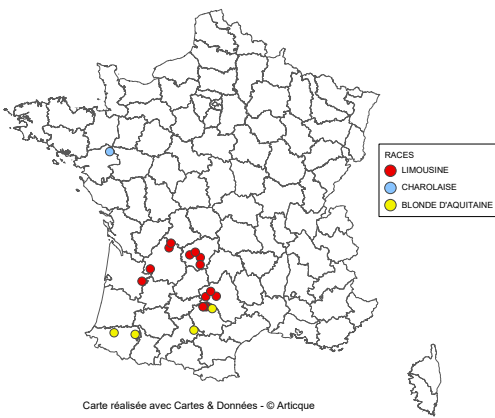 RACES
LIMOUSINE
CHAROLAISE
BLONDE D'AQUITAINE
Carte réalisée avec Cartes & Données - © Articque